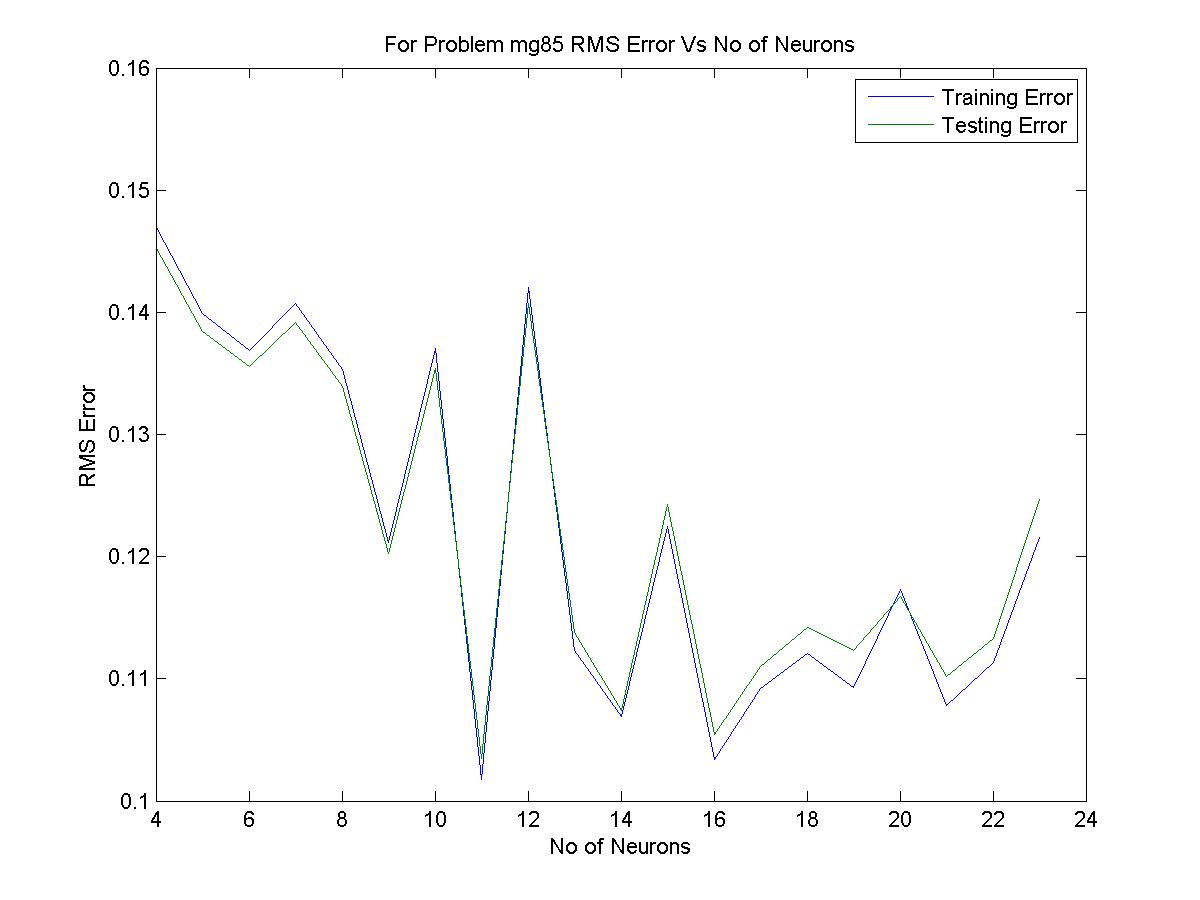 For Problem mg85 RMS Error Vs No of Neurons
0.16
0.15
0.14
0.13
0.12
0.11
0.1
RMS Error
Training Error
Testing Error
4 6 8 10 12 14 16 18 20 22 24
No of Neurons